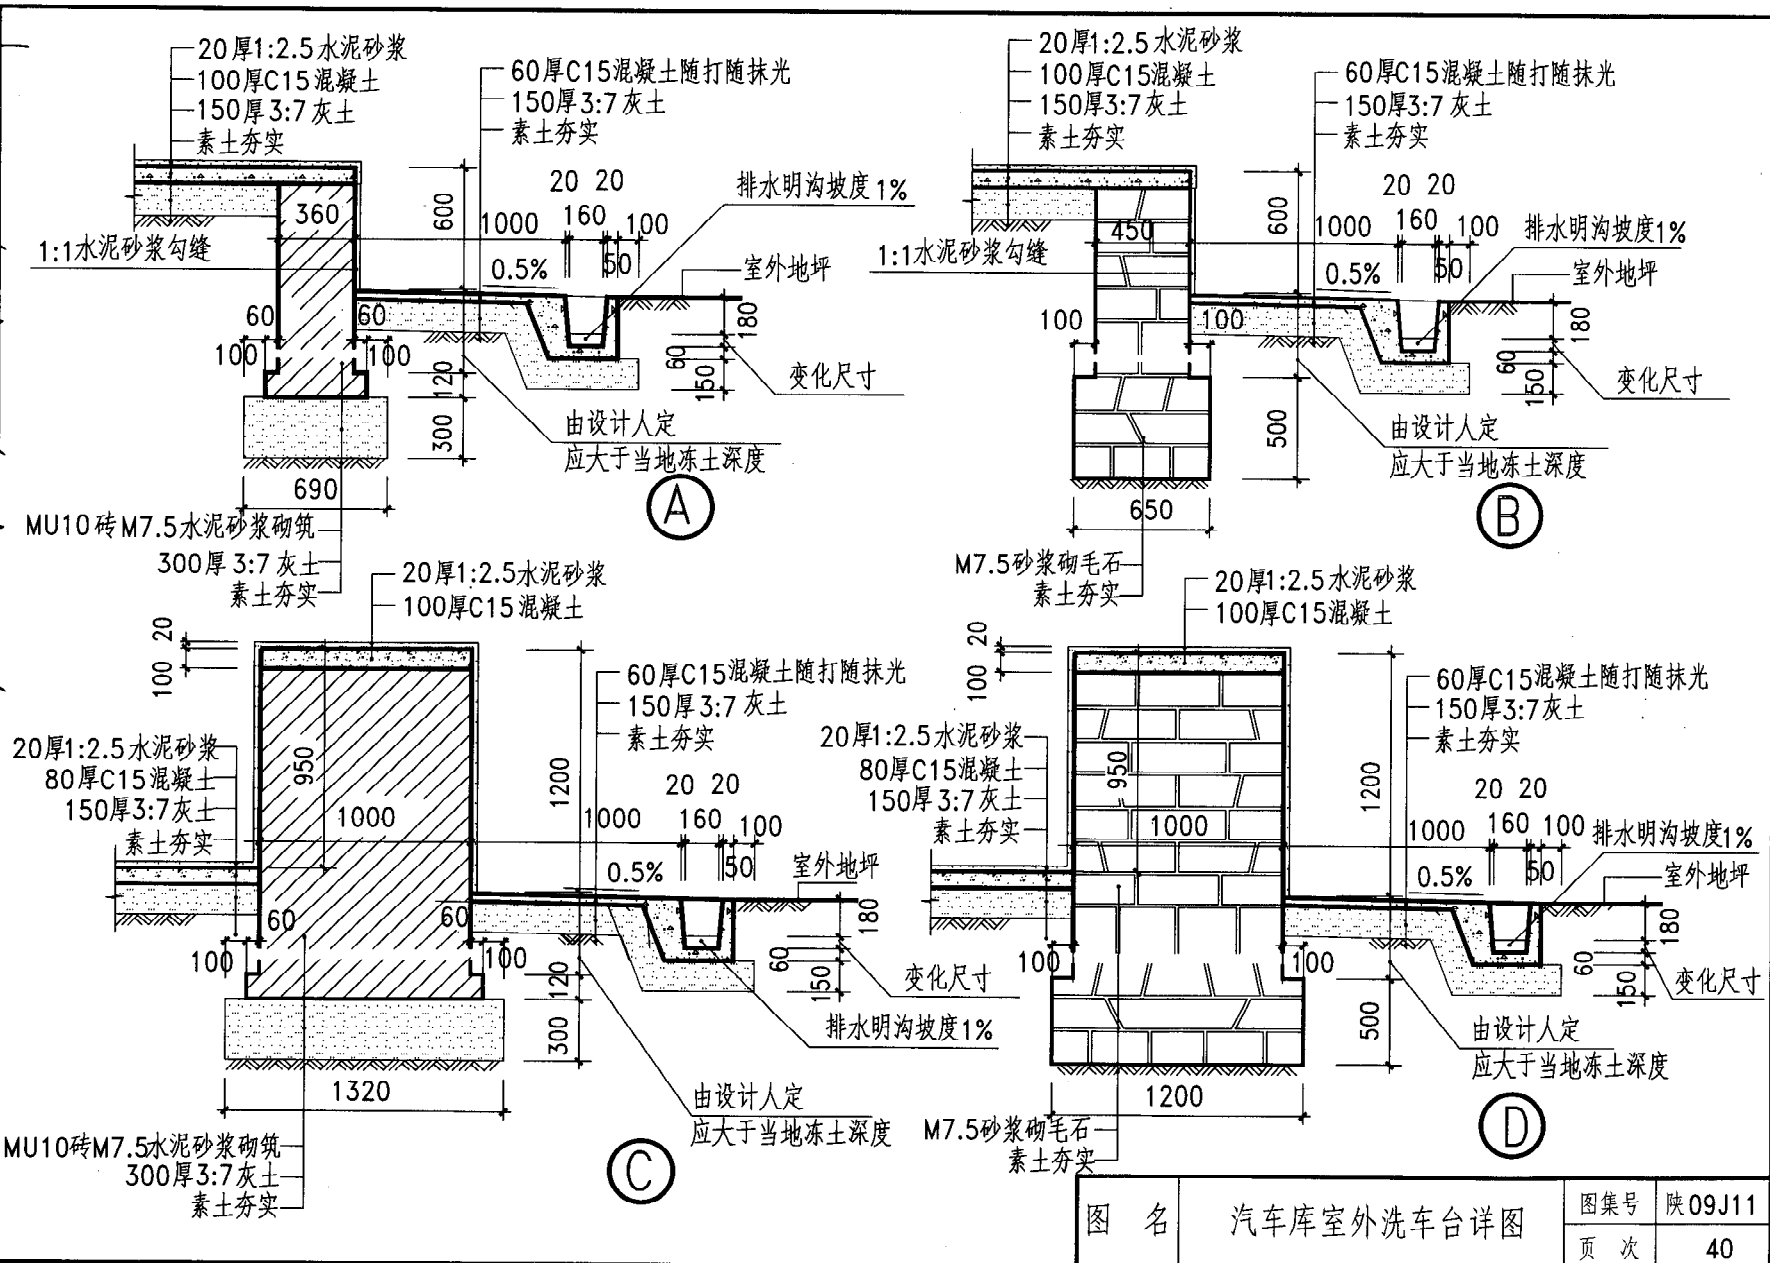 20厚1:2.5水泥砂浆
100厚C15混凝土
150厚3:7灰土
素土夯实
60厚C15混凝土随打随抹光
150厚3:7灰土
素土夯实
360
1:1水泥砂浆勾缝
600
1000
20 20
160
100
50
0.5%
排水明沟坡度1%
室外地坪
60
60
100
100
180
60
150
120
300
变化尺寸
由设计人定
应大于当地冻土深度
690
MU10砖M7.5水泥砂浆砌筑
300厚3:7灰土
素土夯实
A
20厚1:2.5水泥砂浆
100厚C15混凝土
150厚3:7灰土
素土夯实
60厚C15混凝土随打随抹光
150厚3:7灰土
素土夯实
450
1:1水泥砂浆勾缝
600
1000
20 20
160
100
50
0.5%
排水明沟坡度1%
室外地坪
100
100
180
60
150
500
变化尺寸
由设计人定
应大于当地冻土深度
650
M7.5砂浆砌毛石
素土夯实
B
20厚1:2.5水泥砂浆
100厚C15混凝土
20
100
60厚C15混凝土随打随抹光
150厚3:7灰土
素土夯实
20厚1:2.5水泥砂浆
80厚C15混凝土
150厚3:7灰土
素土夯实
950
1000
1200
1000
20 20
160
100
50
0.5%
室外地坪
60
60
100
100
180
60
150
120
300
变化尺寸
排水明沟坡度1%
由设计人定
应大于当地冻土深度
1320
MU10砖M7.5水泥砂浆砌筑
300厚3:7灰土
素土夯实
C
20厚1:2.5水泥砂浆
100厚C15混凝土
20
100
60厚C15混凝土随打随抹光
150厚3:7灰土
素土夯实
20厚1:2.5水泥砂浆
80厚C15混凝土
150厚3:7灰土
素土夯实
950
1000
1200
1000
20 20
160
100
50
0.5%
排水明沟坡度1%
室外地坪
100
100
180
60
150
500
变化尺寸
由设计人定
应大于当地冻土深度
1200
M7.5砂浆砌毛石
素土夯实
D
图名
汽车库室外洗车台详图
图集号
陕09J11
页次
40